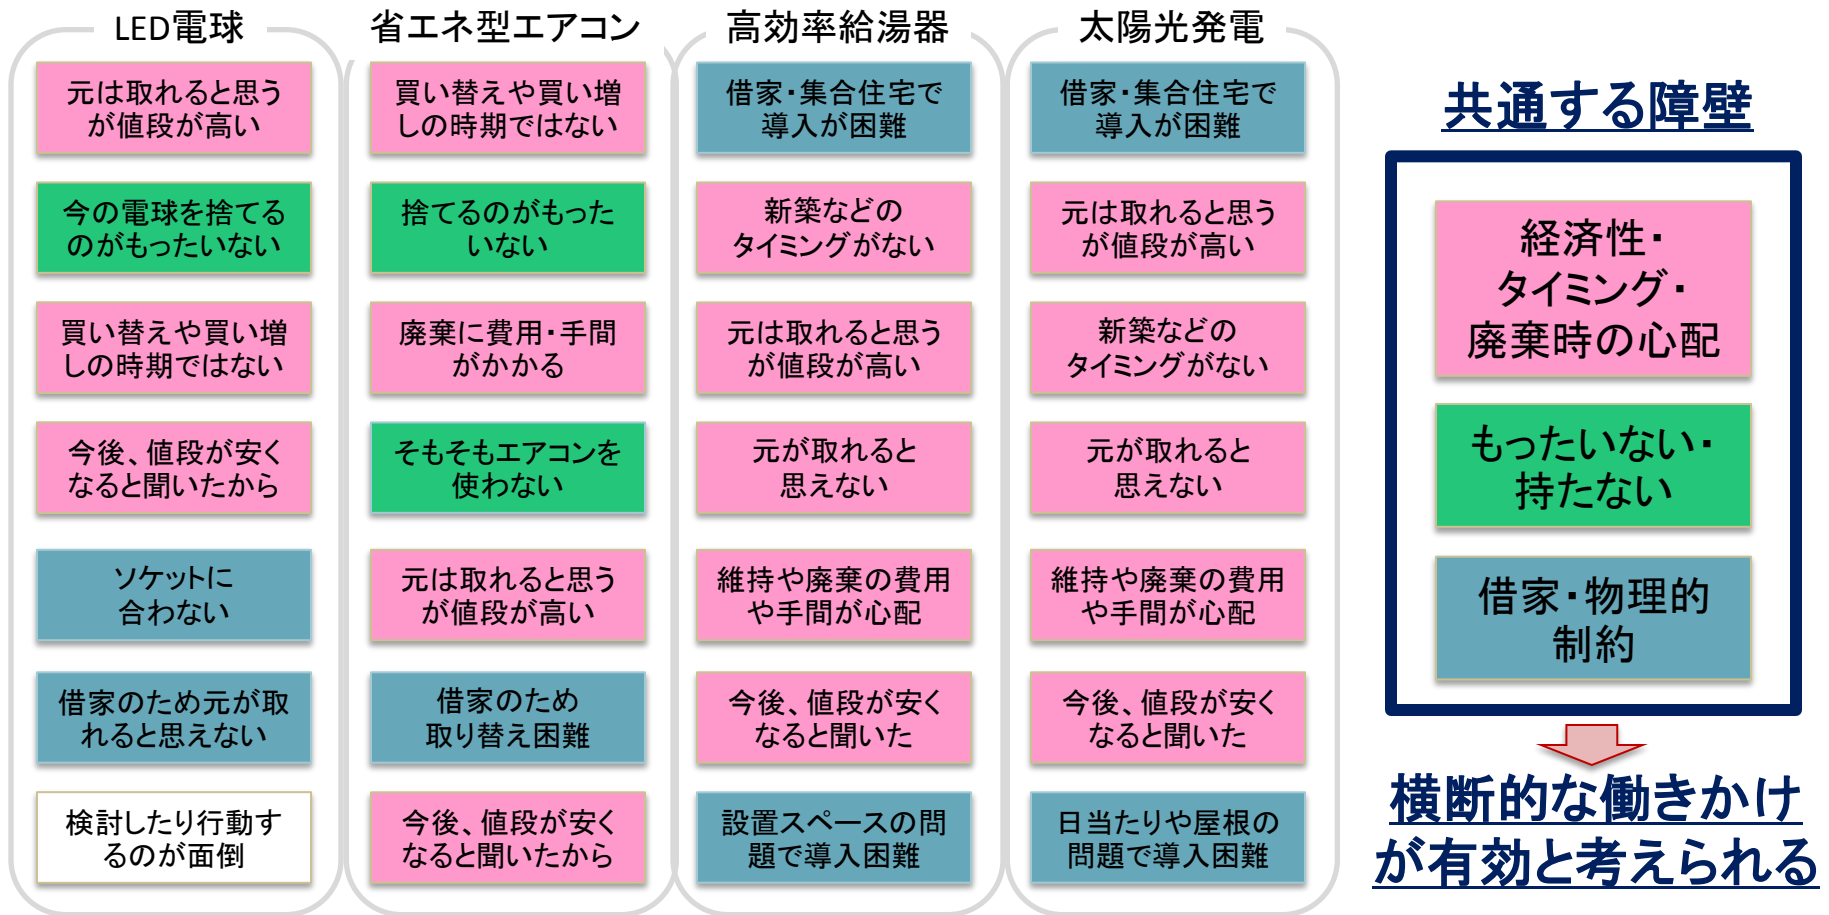 LED電球
元は取れると思う
が値段が高い
今の電球を捨てる
のがもったいない
買い替えや買い増
しの時期ではない
今後、値段が安く
なると聞いたから
ソケットに
合わない
借家のため元が取
れると思えない
検討したり行動す
るのが面倒
省エネ型エアコン
買い替えや買い増
しの時期ではない
捨てるのがもった
いない
廃棄に費用・手間
がかかる
そもそもエアコンを
使わない
元は取れると思う
が値段が高い
借家のため
取り替え困難
今後、値段が安く
なると聞いたから
高効率給湯器
借家・集合住宅で
導入が困難
新築などの
タイミングがない
元は取れると思う
が値段が高い
元が取れると
思えない
維持や廃棄の費用
や手間が心配
今後、値段が安く
なると聞いた
設置スペースの問
題で導入困難
太陽光発電
借家・集合住宅で
導入が困難
元は取れると思う
が値段が高い
新築などの
タイミングがない
元が取れると
思えない
維持や廃棄の費用
や手間が心配
今後、値段が安く
なると聞いた
日当たりや屋根の
問題で導入困難
共通する障壁
経済性・
タイミング・
廃棄時の心配
もったいない・
持たない
借家・物理的
制約
横断的な働きかけ
が有効と考えられる